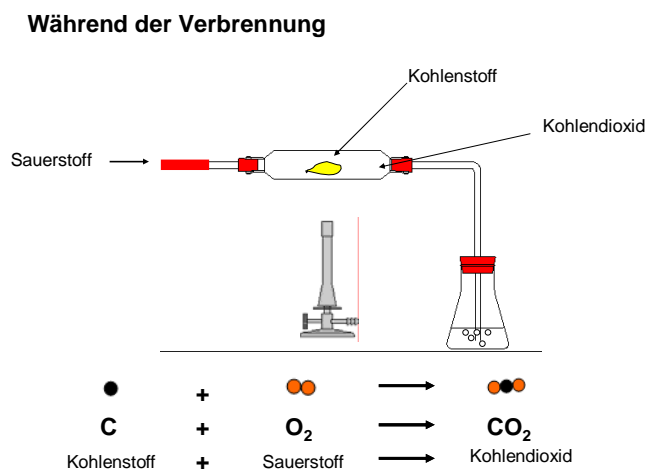 Während der Verbrennung
Kohlenstoff
Kohlendioxid
Sauerstoff
+
C + O₂ CO₂
Kohlenstoff + Sauerstoff Kohlendioxid